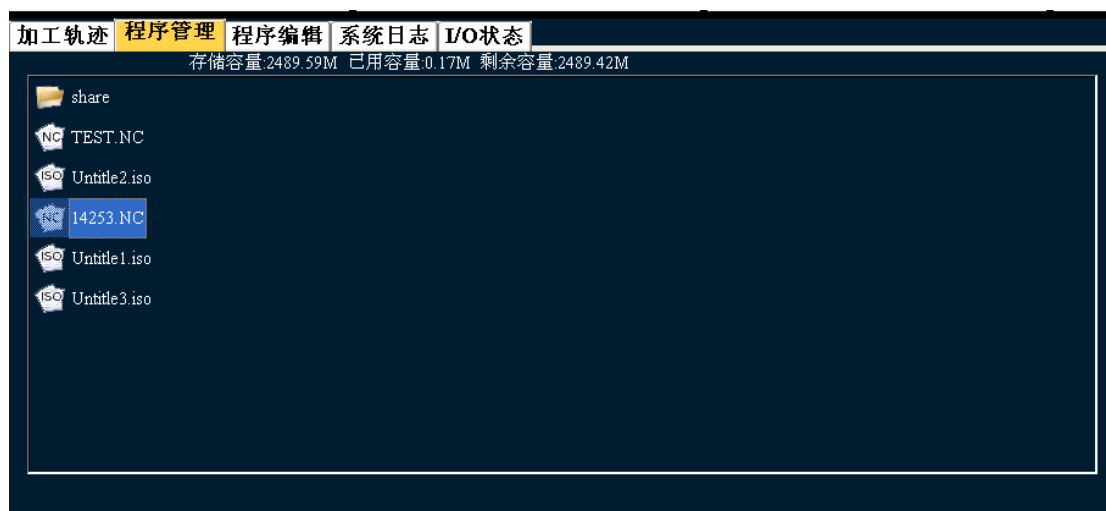 加工轨迹 程序管理 程序编辑 系统日志 I/O状态
存储容量:2489.59M 已用容量:0.17M 剩余容量:2489.42M
share
NC TEST.NC
ISO Untitle2.iso
NC 14253.NC
ISO Untitle1.iso
ISO Untitle3.iso